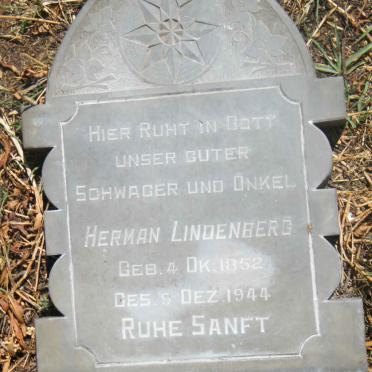 Hier Ruht in Gott
unser guter
Schwager und Onkel
Herman Lindenberg
Geb. 4 Ok. 1852
Ges. 6 Dez. 1944
Ruhe Sanft